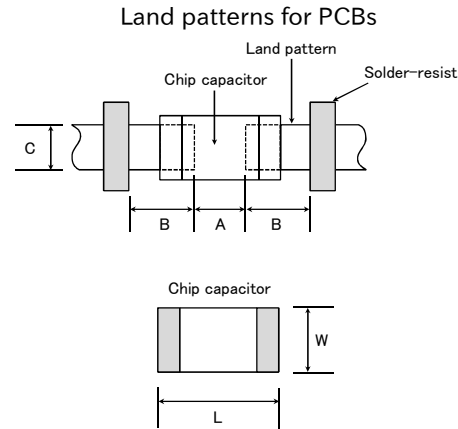 Land patterns for PCBs
Land pattern
Chip capacitor
Solder-resist
C
B
A
B
Chip capacitor
W
L